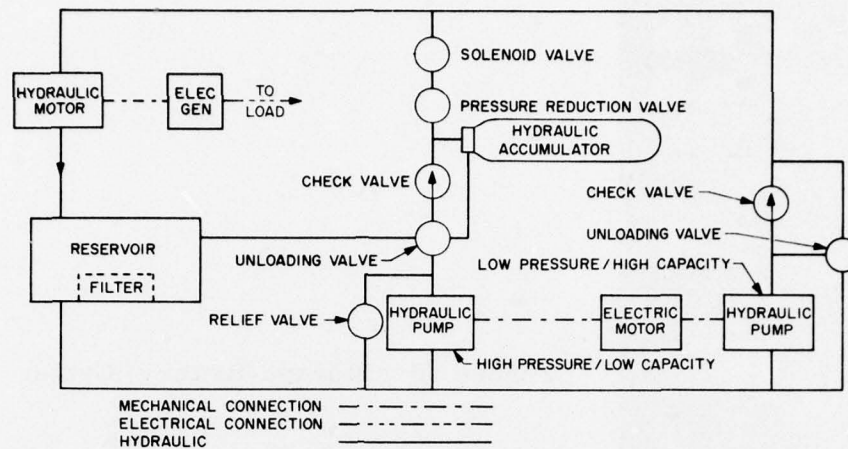 SOLENOID VALVE
HYDRAULIC
MOTOR
ELEC
GEN
TO
LOAD
PRESSURE REDUCTION VALVE
HYDRAULIC
ACCUMULATOR
CHECK VALVE
CHECK VALVE
RESERVOIR
FILTER
UNLOADING VALVE
UNLOADING VALVE
LOW PRESSURE/HIGH CAPACITY
RELIEF VALVE
HYDRAULIC
PUMP
ELECTRIC
MOTOR
HYDRAULIC
PUMP
HIGH PRESSURE/LOW CAPACITY
MECHANICAL CONNECTION
ELECTRICAL CONNECTION
HYDRAULIC